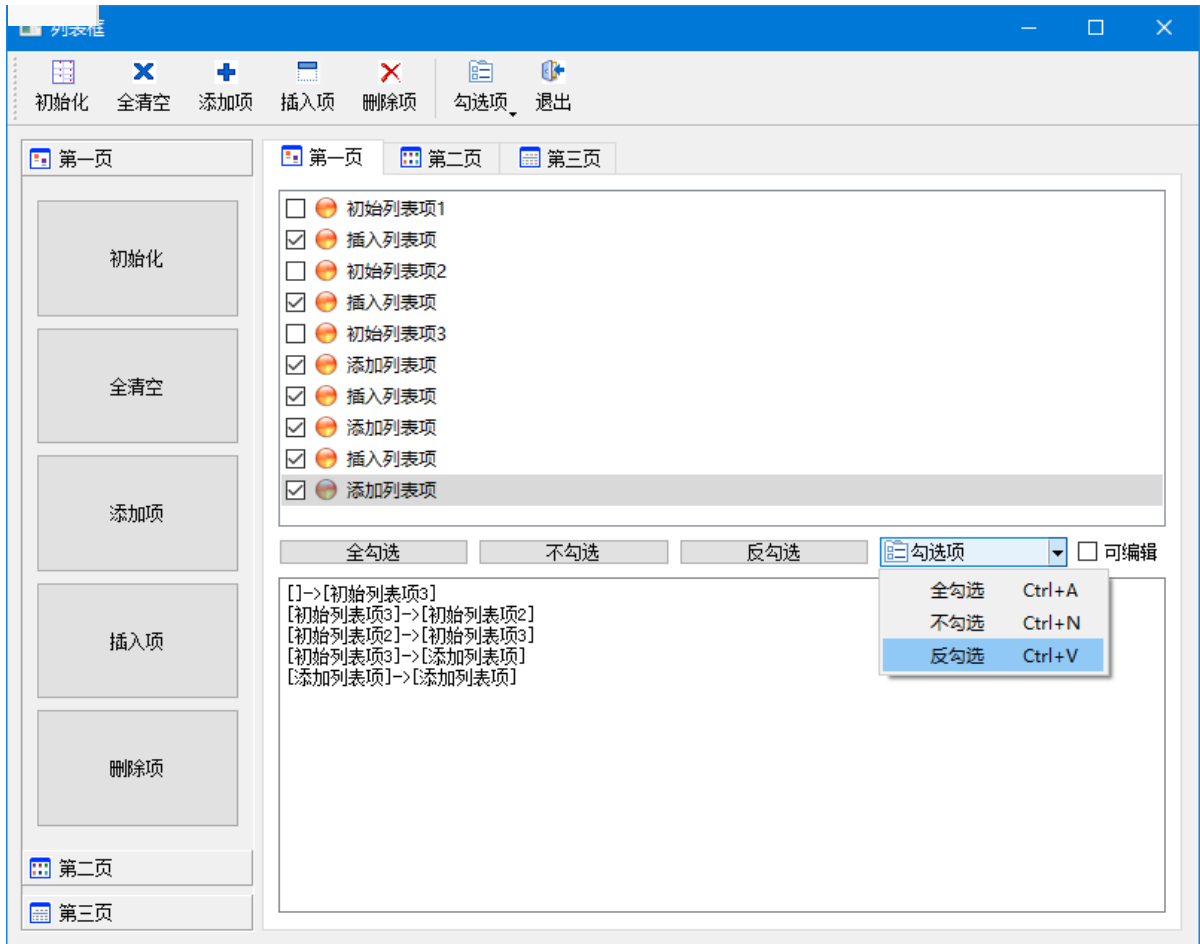 列表框
初始化 全清空 添加项 插入项 删除项 勾选项 退出
第一页
初始化
全清空
添加项
插入项
删除项
第二页
第三页
第一页 第二页 第三页
初始列表项1
插入列表项
初始列表项2
插入列表项
初始列表项3
添加列表项
插入列表项
添加列表项
插入列表项
添加列表项
全勾选 不勾选 反勾选 勾选项 可编辑
全勾选 Ctrl+A
不勾选 Ctrl+N
反勾选 Ctrl+V
[]->[初始列表项3]
[初始列表项3]->[初始列表项2]
[初始列表项2]->[初始列表项3]
[初始列表项3]->[添加列表项]
[添加列表项]->[添加列表项]